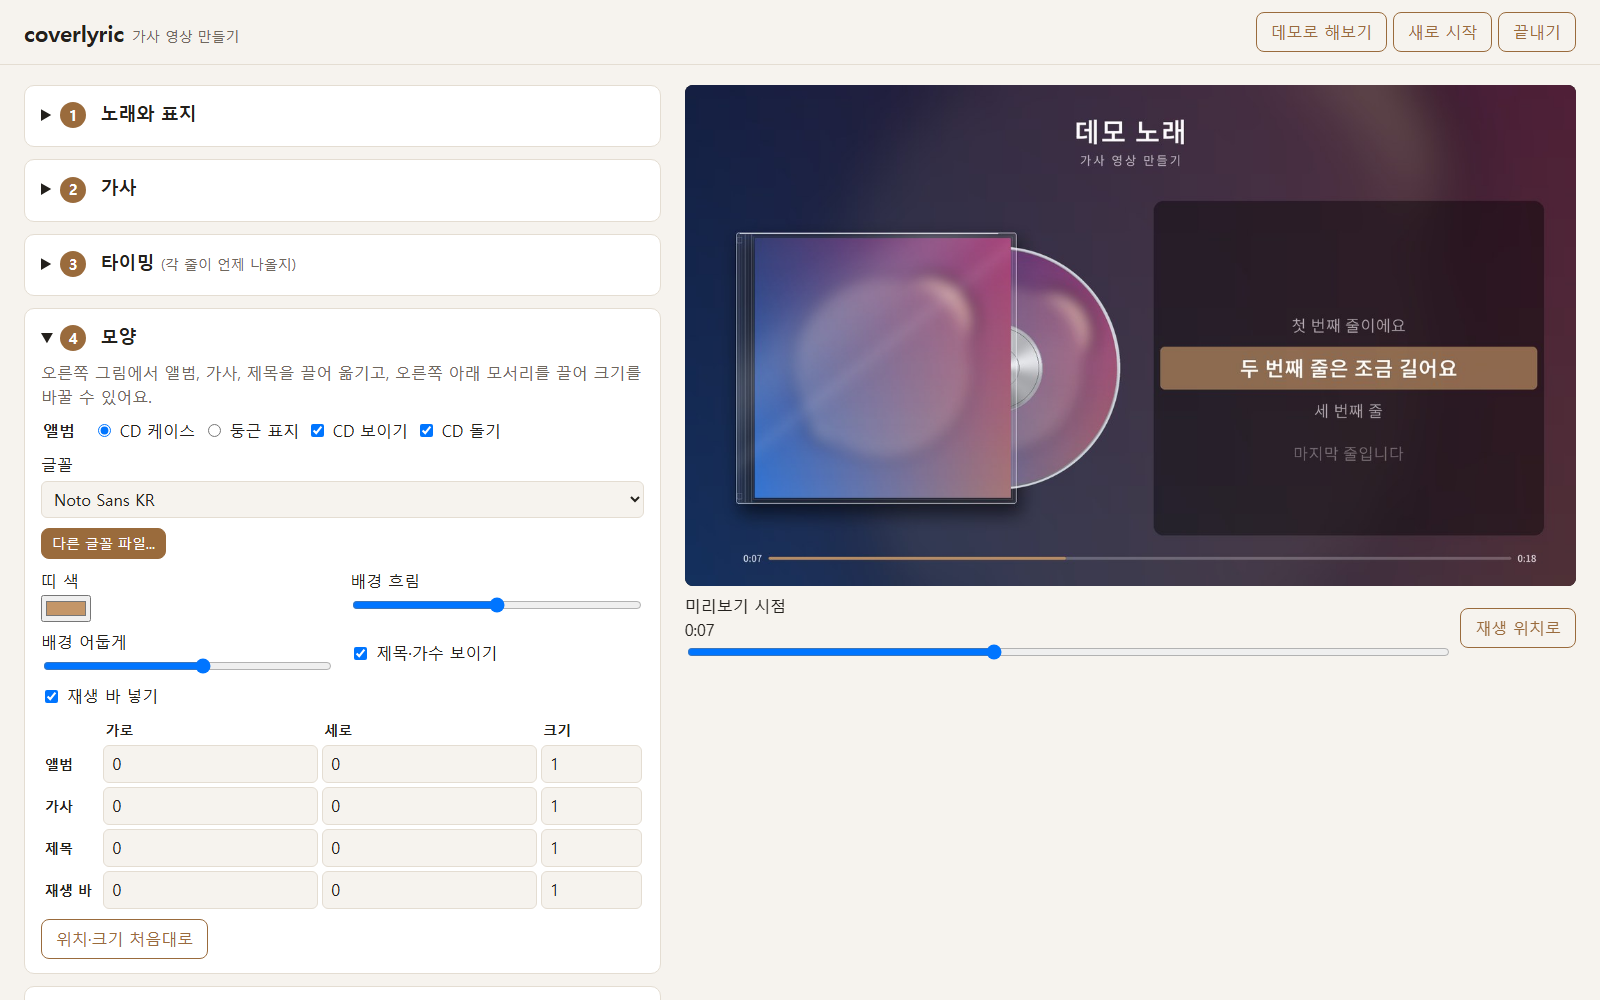 coverlyric 가사 영상 만들기
데모로 해보기
새로 시작
끝내기
1 노래와 표지
2 가사
3 타이밍 (각 줄이 언제 나올지)
4 모양
오른쪽 그림에서 앨범, 가사, 제목을 끌어 옮기고, 오른쪽 아래 모서리를 끌어 크기를
바꿀 수 있어요.
앨범 CD 케이스 둥근 표지 CD 보이기 CD 돌기
글꼴
Noto Sans KR
다른 글꼴 파일...
띠 색
배경 흐림
배경 어둡게
제목·가수 보이기
재생 바 넣기
가로 세로 크기
앨범 0 0 1
가사 0 0 1
제목 0 0 1
재생 바 0 0 1
위치·크기 처음대로
데모 노래
가사 영상 만들기
첫 번째 줄이에요
두 번째 줄은 조금 길어요
세 번째 줄
마지막 줄입니다
0:07 0:18
미리보기 시점
0:07
재생 위치로